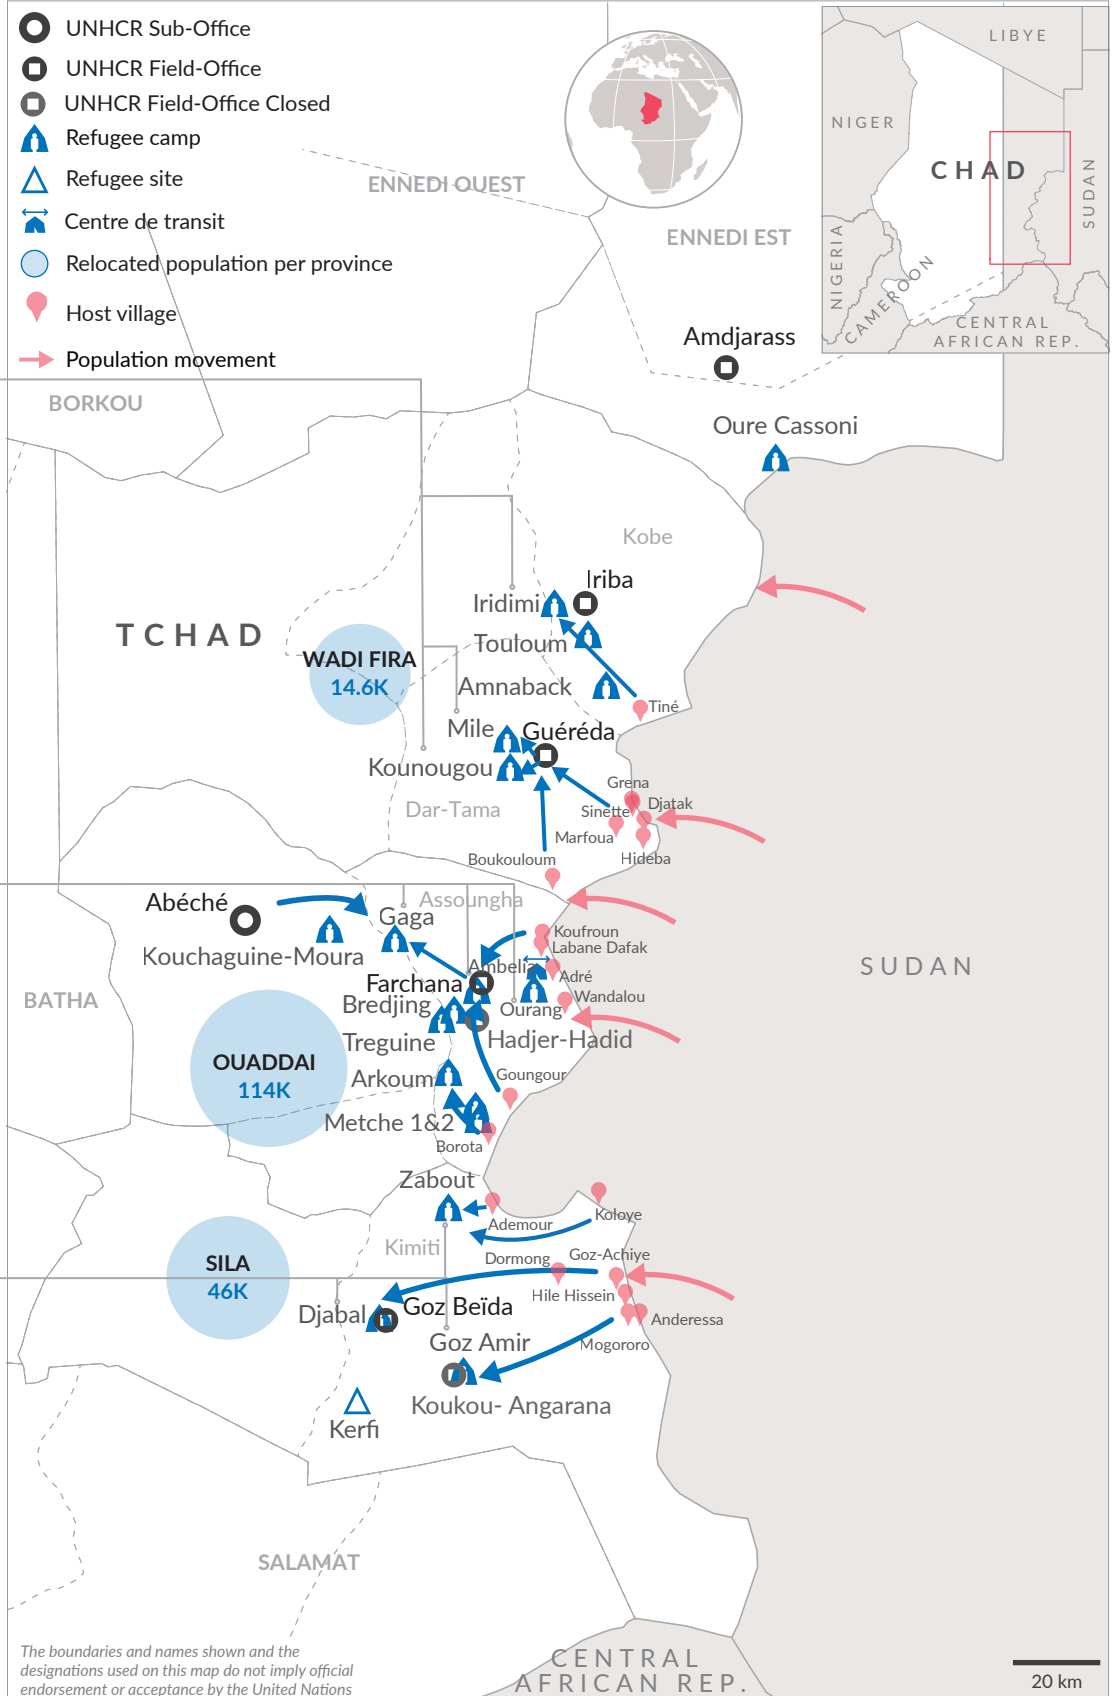 UNHCR Sub-Office
UNHCR Field-Office
UNHCR Field-Office Closed
Refugee camp
Refugee site
Centre de transit
Relocated population per province
Host village
Population movement
LIBYE
NIGER
CHAD
SUDAN
NIGERIA
CAMEROON
CENTRAL
AFRICAN REP.
ENNEDI OUEST
ENNEDI EST
Amdjarass
BORKOU
Oure Cassoni
Kobe
Iriba
Iridimi
TCHAD
Touloum
WADI FIRA
14.6K
Amnaback
Tiné
Mile
Guéréda
Kounougou
Grena
Djatak
Dar-Tama
Sinette
Marfoua
Boukouloum
Hideba
Abéché
Assoungha
Gaga
Koufroun
Labane Dafak
Kouchaguine-Moura
Ambelia
Adré
SUDAN
Farchana
BATHA
Bredjing
Wandalou
Ourang
Treguine
Hadjer-Hadid
OUADDAI
114K
Arkoum
Goungour
Metche 1&2
Borota
Zabout
Ademour
Koloye
Kimiti
Dormong
Goz-Achiye
SILA
46K
Hile Hissein
Djabal
Goz Beïda
Anderessa
Goz Amir
Mogororo
Koukou- Angarana
Kerfi
SALAMAT
The boundaries and names shown and the
designations used on this map do not imply official
endorsement or acceptance by the United Nations
CENTRAL
AFRICAN REP.
20 km